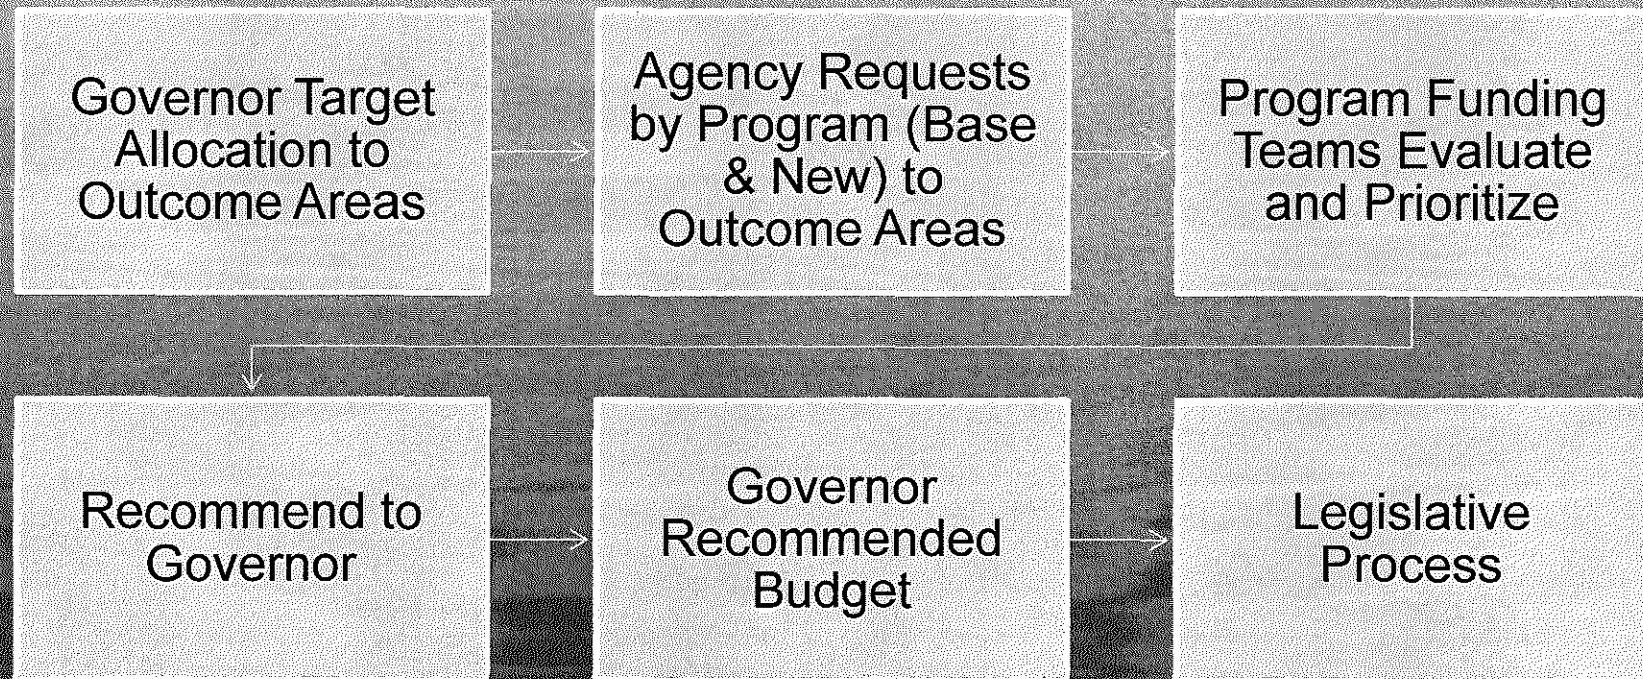 Governor Target
Allocation to
Outcome Areas
Agency Requests
by Program (Base
& New) to
Outcome Areas
Program Funding
Teams Evaluate
and Prioritize
Recommend to
Governor
Governor
Recommended
Budget
Legislative
Process